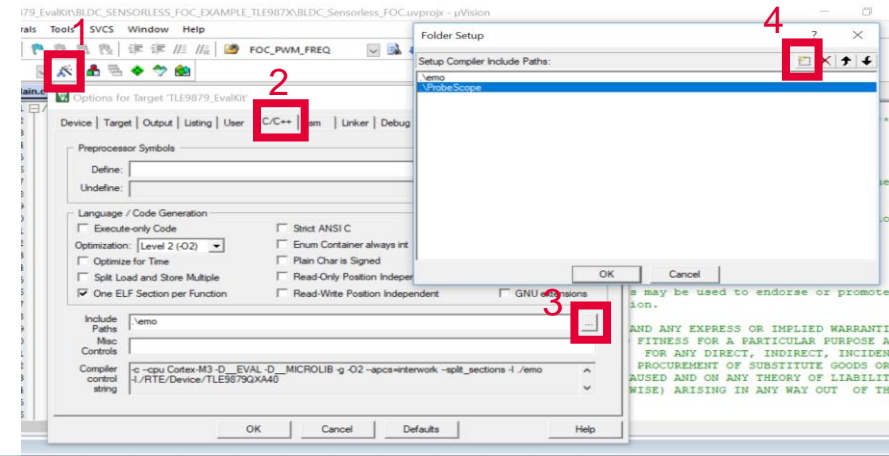 79_EvalKit\BLDC_SENSORLESS_FOC_EXAMPLE_TLE987X\BLDC_Sensorless_FOC.uvprojx - µVision
rals Tools SVCS Window Help
FOC_PWM_FREQ
1
2
3
4
Options for Target 'TLE9879_EvalKit'
Device Target Output Listing User C/C++ Linker Debug
Preprocessor Symbols
Define:
Undefine:
Language / Code Generation
Execute-only Code
Strict ANSI C
Optimization: Level 2 (-O2)
Enum Container always int
Optimize for Time
Plain Char is Signed
Split Load and Store Multiple
Read-Only Position Indeper
One ELF Section per Function
Read-Write Position Independent
GNU extensions
Include Paths
.\emo
...
Misc Controls
Compiler control string
-c --cpu Cortex-M3 -D__EVAL -D__MICROLIB -g -O2 --apcs=interwork --split_sections -I ./emo
-I./RTE/Device/TLE9879QXA40
OK Cancel Defaults Help
Folder Setup
? ×
Setup Compiler Include Paths:
.\emo
.\ProbeScope
OK Cancel
s may be used to endorse or promote
ion.
AND ANY EXPRESS OR IMPLIED WARRANTI
FITNESS FOR A PARTICULAR PURPOSE A
FOR ANY DIRECT, INDIRECT, INCIDEN
PROCUREMENT OF SUBSTITUTE GOODS OR
AUSED AND ON ANY THEORY OF LIABILIT
WISE) ARISING IN ANY WAY OUT OF TH